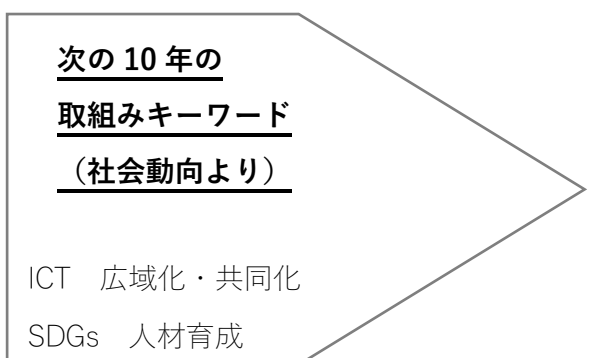 次の 10 年の
取組みキーワード
（社会動向より）
ICT　広域化・共同化
SDGs　人材育成